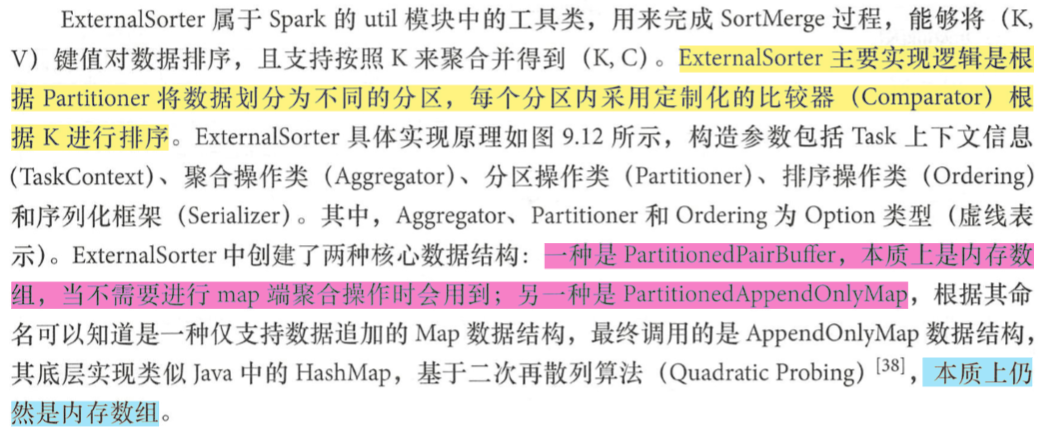 ExternalSorter 属于 Spark 的 util 模块中的工具类，用来完成 SortMerge 过程，能够将（K,
V）键值对数据排序，且支持按照 K 来聚合并得到（K, C）。ExternalSorter 主要实现逻辑是根
据 Partitioner 将数据划分为不同的分区，每个分区内采用定制化的比较器（Comparator）根
据 K 进行排序。ExternalSorter 具体实现原理如图 9.12 所示，构造参数包括 Task 上下文信息
(TaskContext)、聚合操作类（Aggregator）、分区操作类（Partitioner）、排序操作类（Ordering）
和序列化框架（Serializer）。其中，Aggregator、Partitioner 和 Ordering 为 Option 类型（虚线表
示）。ExternalSorter 中创建了两种核心数据结构：一种是 PartitionedPairBuffer，本质上是内存数
组，当不需要进行 map 端聚合操作时会用到；另一种是 PartitionedAppendOnlyMap，根据其命
名可以知道是一种仅支持数据追加的 Map 数据结构，最终调用的是 AppendOnlyMap 数据结构，
其底层实现类似 Java 中的 HashMap，基于二次再散列算法（Quadratic Probing）[38]，本质上仍
然是内存数组。